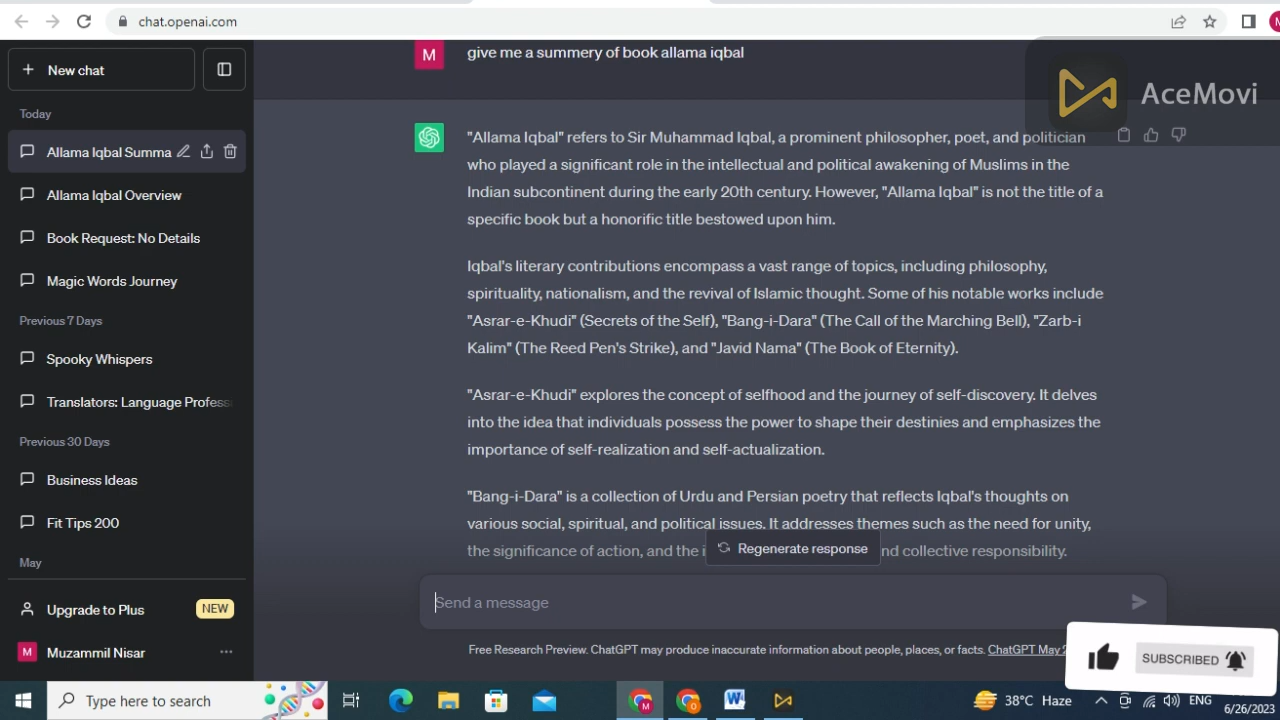 chat.openai.com
M
New chat
Today
Allama Iqbal Summa
Allama Iqbal Overview
Book Request: No Details
Magic Words Journey
Previous 7 Days
Spooky Whispers
Translators: Language Profess
Previous 30 Days
Business Ideas
Fit Tips 200
May
Upgrade to Plus NEW
M Muzammil Nisar
M give me a summery of book allama iqbal
AceMovi
"Allama Iqbal" refers to Sir Muhammad Iqbal, a prominent philosopher, poet, and politician
who played a significant role in the intellectual and political awakening of Muslims in the
Indian subcontinent during the early 20th century. However, "Allama Iqbal" is not the title of a
specific book but a honorific title bestowed upon him.
Iqbal's literary contributions encompass a vast range of topics, including philosophy,
spirituality, nationalism, and the revival of Islamic thought. Some of his notable works include
"Asrar-e-Khudi" (Secrets of the Self), "Bang-i-Dara" (The Call of the Marching Bell), "Zarb-i
Kalim" (The Reed Pen's Strike), and "Javid Nama" (The Book of Eternity).
"Asrar-e-Khudi" explores the concept of selfhood and the journey of self-discovery. It delves
into the idea that individuals possess the power to shape their destinies and emphasizes the
importance of self-realization and self-actualization.
"Bang-i-Dara" is a collection of Urdu and Persian poetry that reflects Iqbal's thoughts on
various social, spiritual, and political issues. It addresses themes such as the need for unity,
the significance of action, and the i nd collective responsibility.
Regenerate response
Send a message
Free Research Preview. ChatGPT may produce inaccurate information about people, places, or facts. ChatGPT May 2
SUBSCRIBED
Type here to search
M
O
W
38°C Haze
ENG
6/26/2023